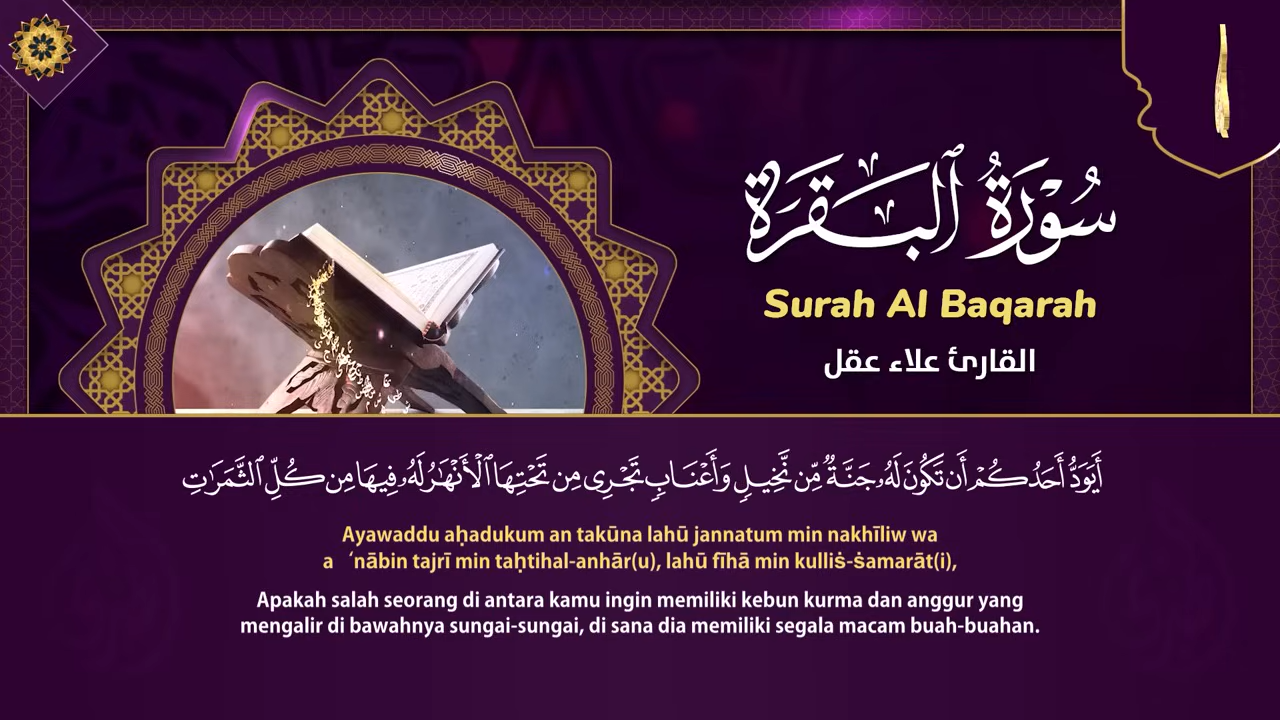 سُورَةُ ٱلْبَقَرَةِ
Surah Al Baqarah
القارئ علاء عقل
أَيَوَدُّ أَحَدُكُمْ أَن تَكُونَ لَهُۥ جَنَّةٌ مِّن نَّخِيلٍ وَأَعْنَابٍ تَجْرِى مِن تَحْتِهَا ٱلْأَنْهَٰرُ لَهُۥ فِيهَا مِن كُلِّ ٱلثَّمَرَٰتِ
Ayawaddu aḥadukum an takūna lahū jannatum min nakhīliw wa
a ‘nābin tajrī min taḥtihal-anhār(u), lahū fīhā min kulliṡ-ṡamarāt(i),
Apakah salah seorang di antara kamu ingin memiliki kebun kurma dan anggur yang
mengalir di bawahnya sungai-sungai, di sana dia memiliki segala macam buah-buahan.